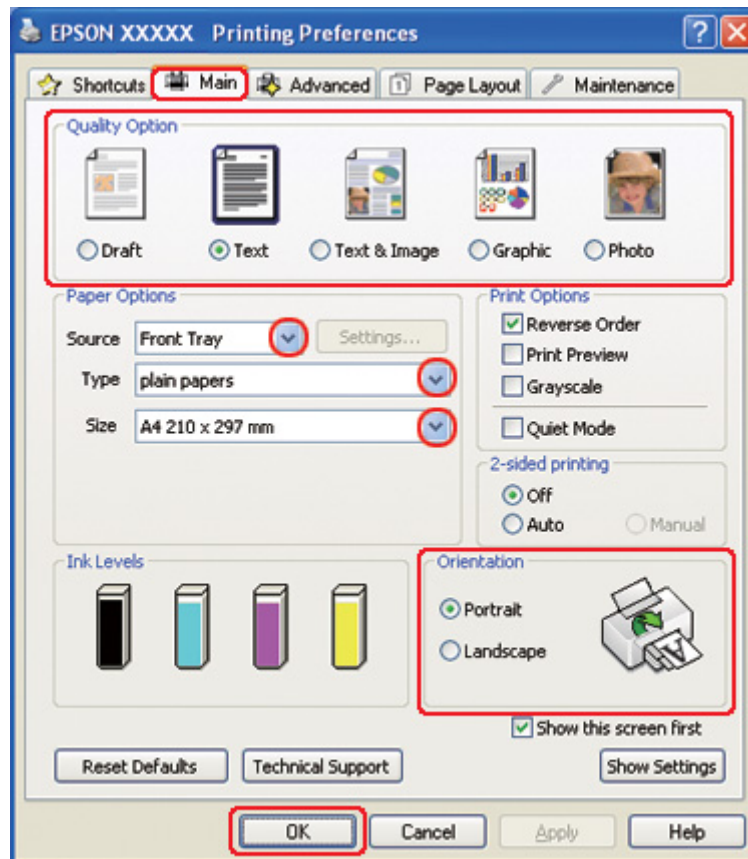 EPSON XXXXX Printing Preferences
Shortcuts Main Advanced Page Layout Maintenance
Quality Option
Draft Text Text & Image Graphic Photo
Paper Options
Source Front Tray Settings...
Type plain papers
Size A4 210 x 297 mm
Print Options
Reverse Order
Print Preview
Grayscale
Quiet Mode
2-sided printing
Off
Auto Manual
Ink Levels
Orientation
Portrait
Landscape
A
Show this screen first
Reset Defaults Technical Support Show Settings
OK Cancel Apply Help